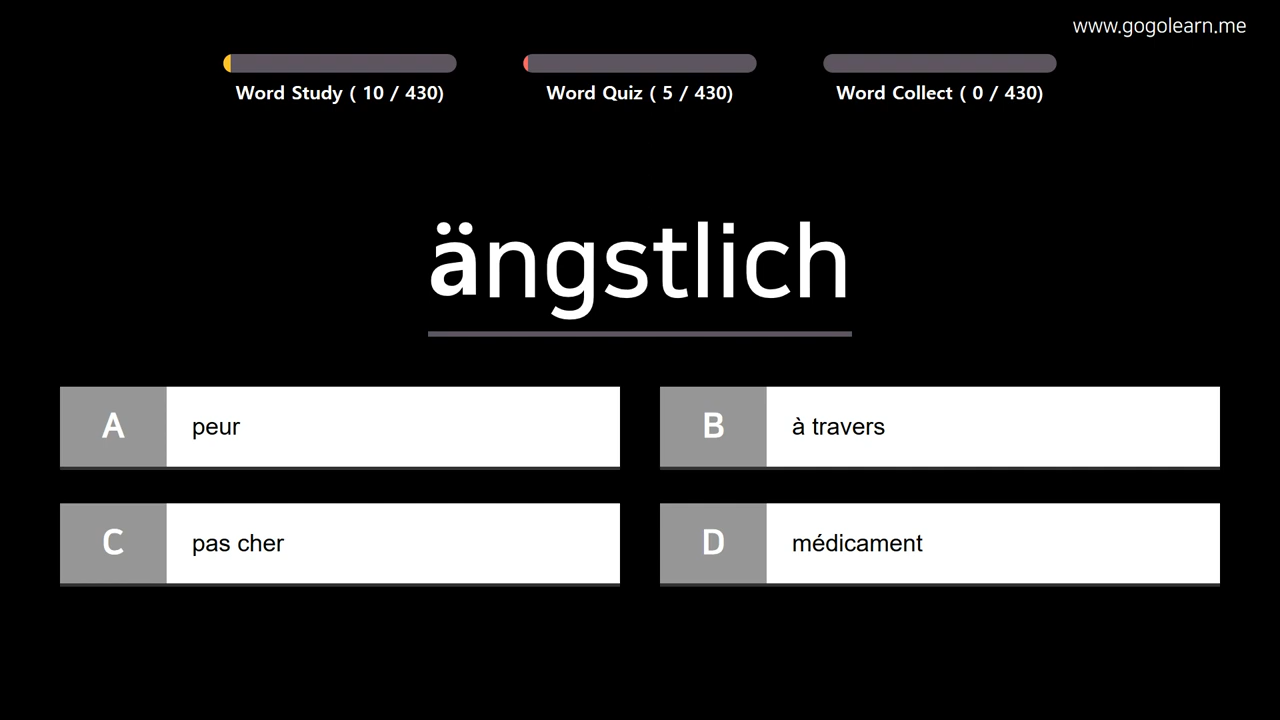 www.gogolearn.me
Word Study ( 10 / 430)
Word Quiz ( 5 / 430)
Word Collect ( 0 / 430)
ängstlich
A peur
B à travers
C pas cher
D médicament